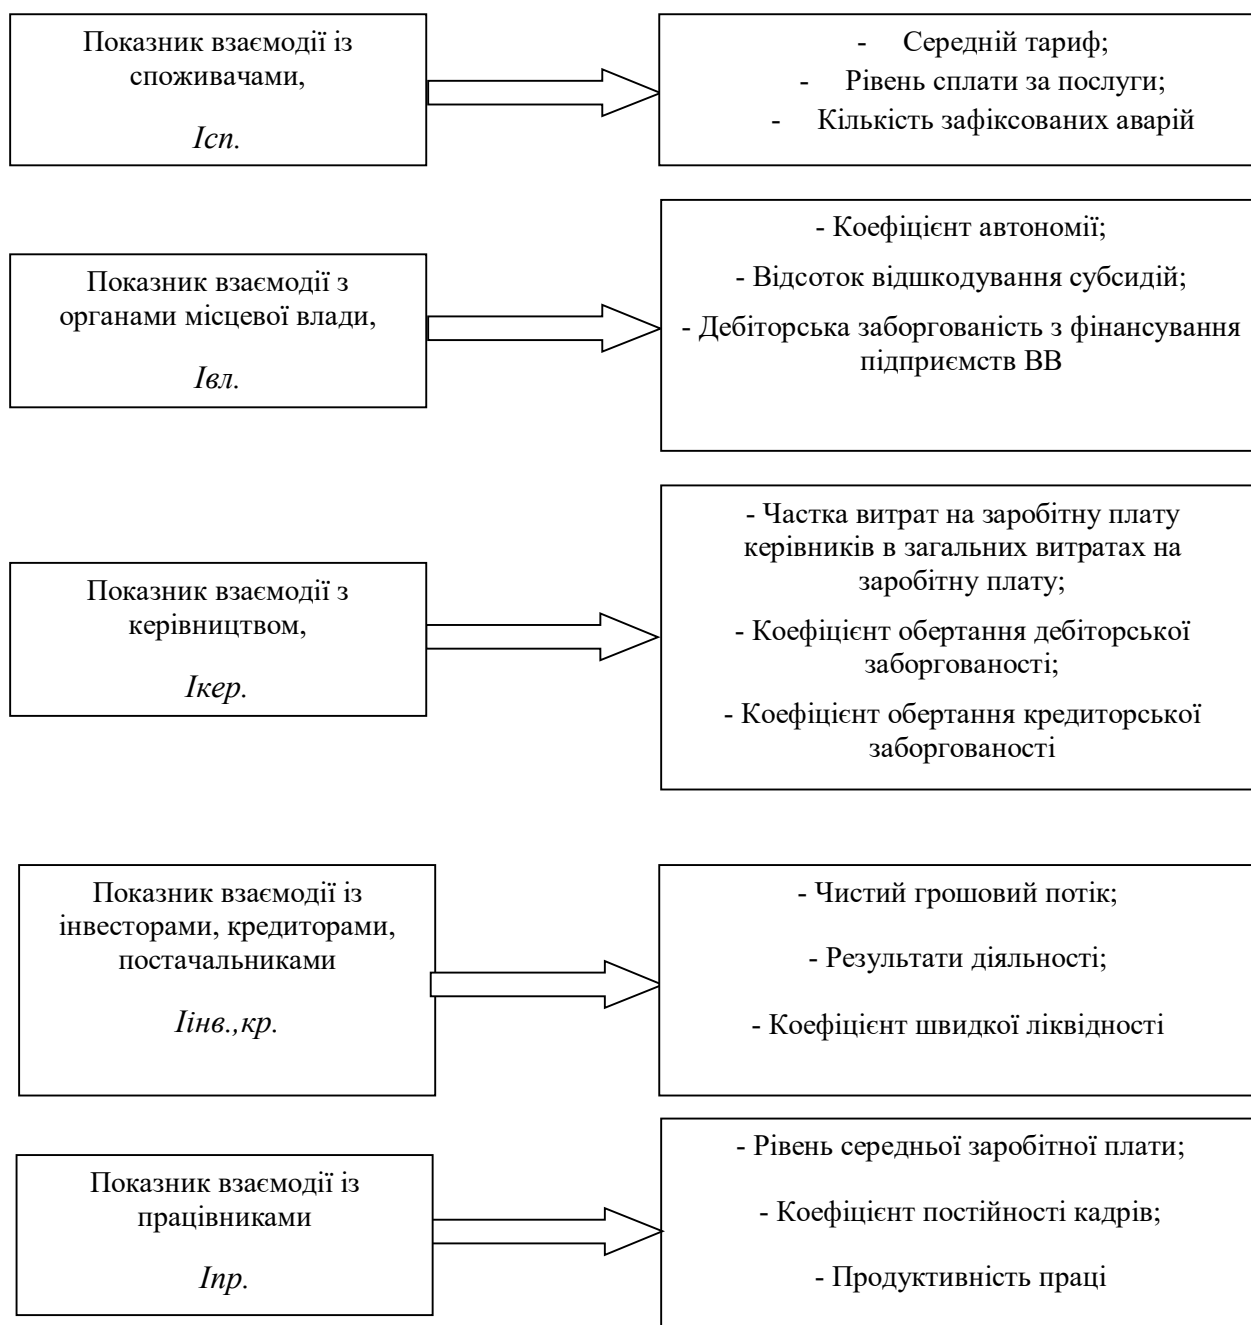 Показник взаємодії із
споживачами,
Ісп.
- Середній тариф;
- Рівень сплати за послуги;
- Кількість зафіксованих аварій
Показник взаємодії з
органами місцевої влади,
Івл.
- Коефіцієнт автономії;
- Відсоток відшкодування субсидій;
- Дебіторська заборгованість з фінансування
підприємств ВВ
Показник взаємодії з
керівництвом,
Ікер.
- Частка витрат на заробітну плату
керівників в загальних витратах на
заробітну плату;
- Коефіцієнт обертання дебіторської
заборгованості;
- Коефіцієнт обертання кредиторської
заборгованості
Показник взаємодії із
інвесторами, кредиторами,
постачальниками
Іінв.,кр.
- Чистий грошовий потік;
- Результати діяльності;
- Коефіцієнт швидкої ліквідності
Показник взаємодії із
працівниками
Іпр.
- Рівень середньої заробітної плати;
- Коефіцієнт постійності кадрів;
- Продуктивність праці